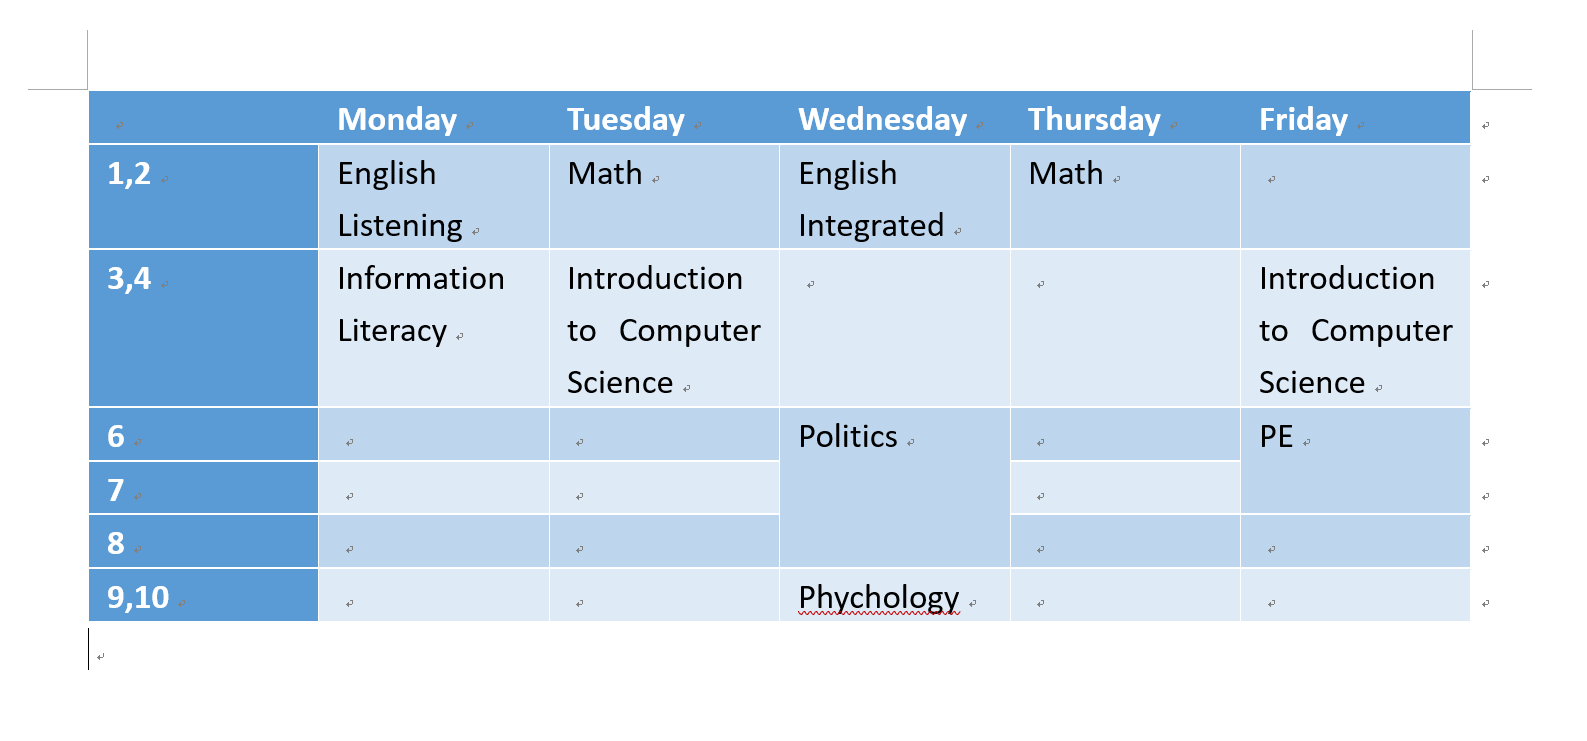 Monday Tuesday Wednesday Thursday Friday
1,2 English Math English Math
Listening Integrated
3,4 Information Introduction Introduction
Literacy to Computer to Computer
Science Science
6 Politics PE
7
8
9,10 Phychology